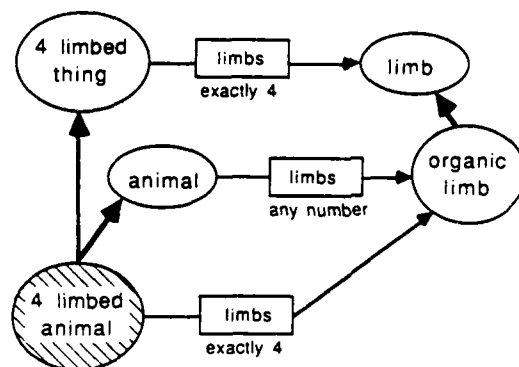 4 limbed
thing
limbs
exactly 4
limb
animal
limbs
any number
organic
limb
4 limbed
animal
limbs
exactly 4